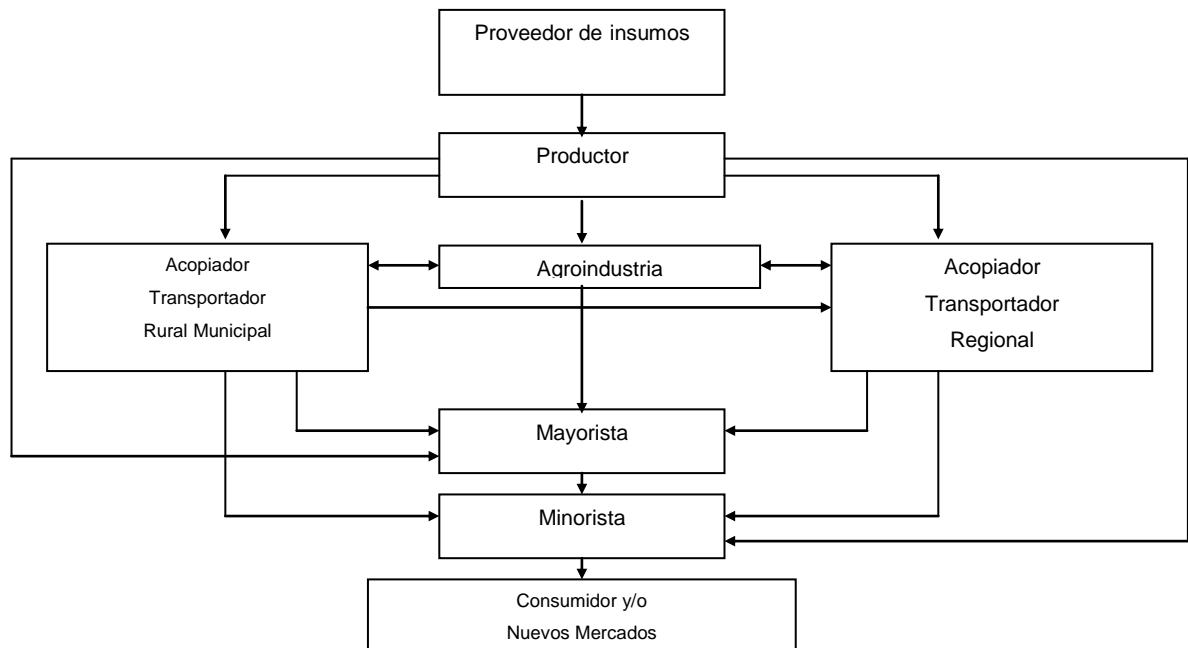 Proveedor de insumos
Productor
Acopiador
Transportador
Rural Municipal
Agroindustria
Acopiador
Transportador
Regional
Mayorista
Minorista
Consumidor y/o
Nuevos Mercados